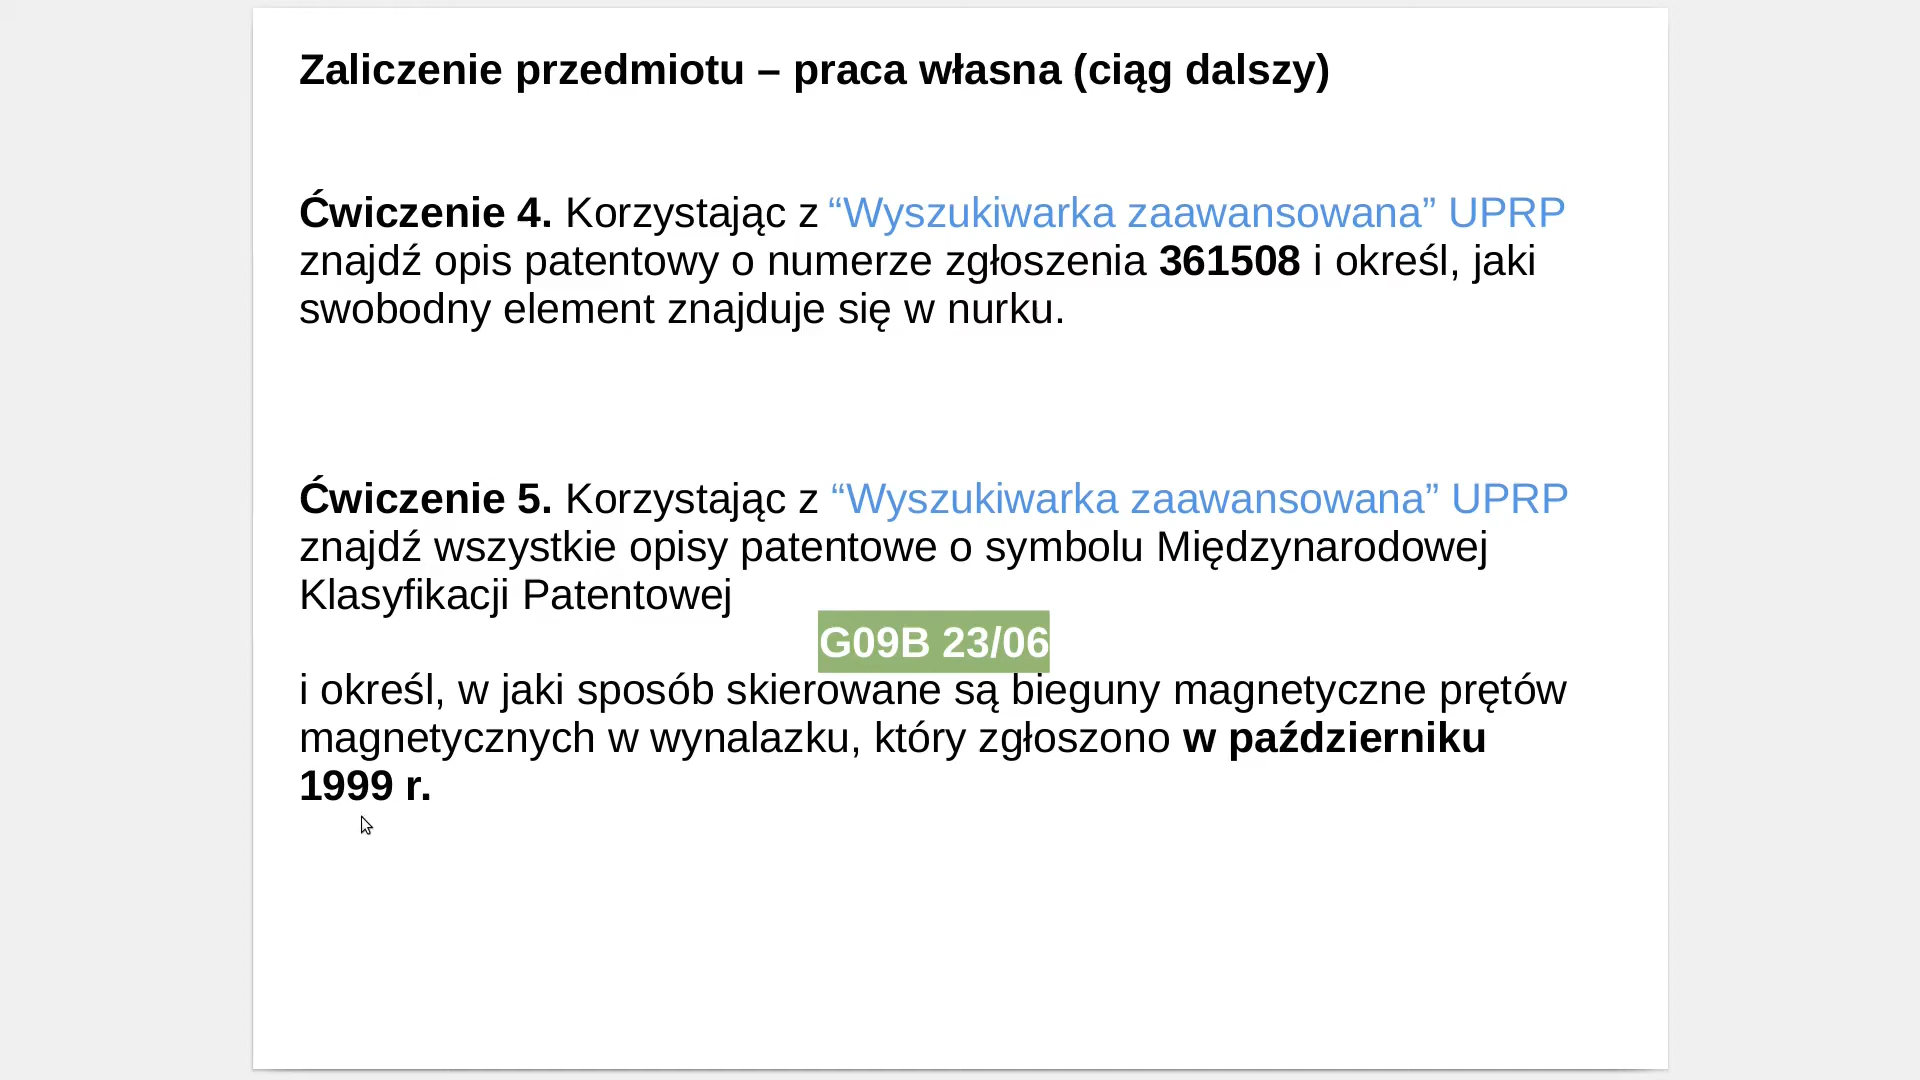 Zaliczenie przedmiotu – praca własna (ciąg dalszy)
Ćwiczenie 4. Korzystając z “Wyszukiwarka zaawansowana” UPRP
znajdź opis patentowy o numerze zgłoszenia 361508 i określ, jaki
swobodny element znajduje się w nurku.
Ćwiczenie 5. Korzystając z “Wyszukiwarka zaawansowana” UPRP
znajdź wszystkie opisy patentowe o symbolu Międzynarodowej
Klasyfikacji Patentowej
G09B 23/06
i określ, w jaki sposób skierowane są bieguny magnetyczne prętów
magnetycznych w wynalazku, który zgłoszono w październiku
1999 r.